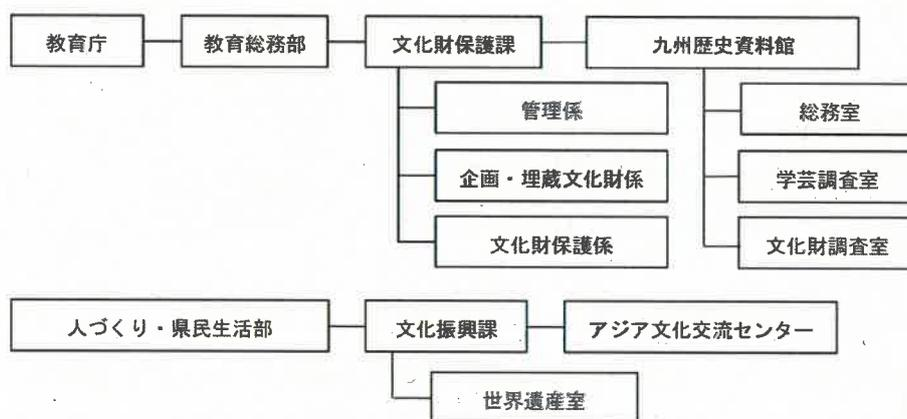 教育庁
教育総務部
文化財保護課
九州歴史資料館
管理係
総務室
企画・埋蔵文化財係
学芸調査室
文化財保護係
文化財調査室
人づくり・県民生活部
文化振興課
アジア文化交流センター
世界遺産室